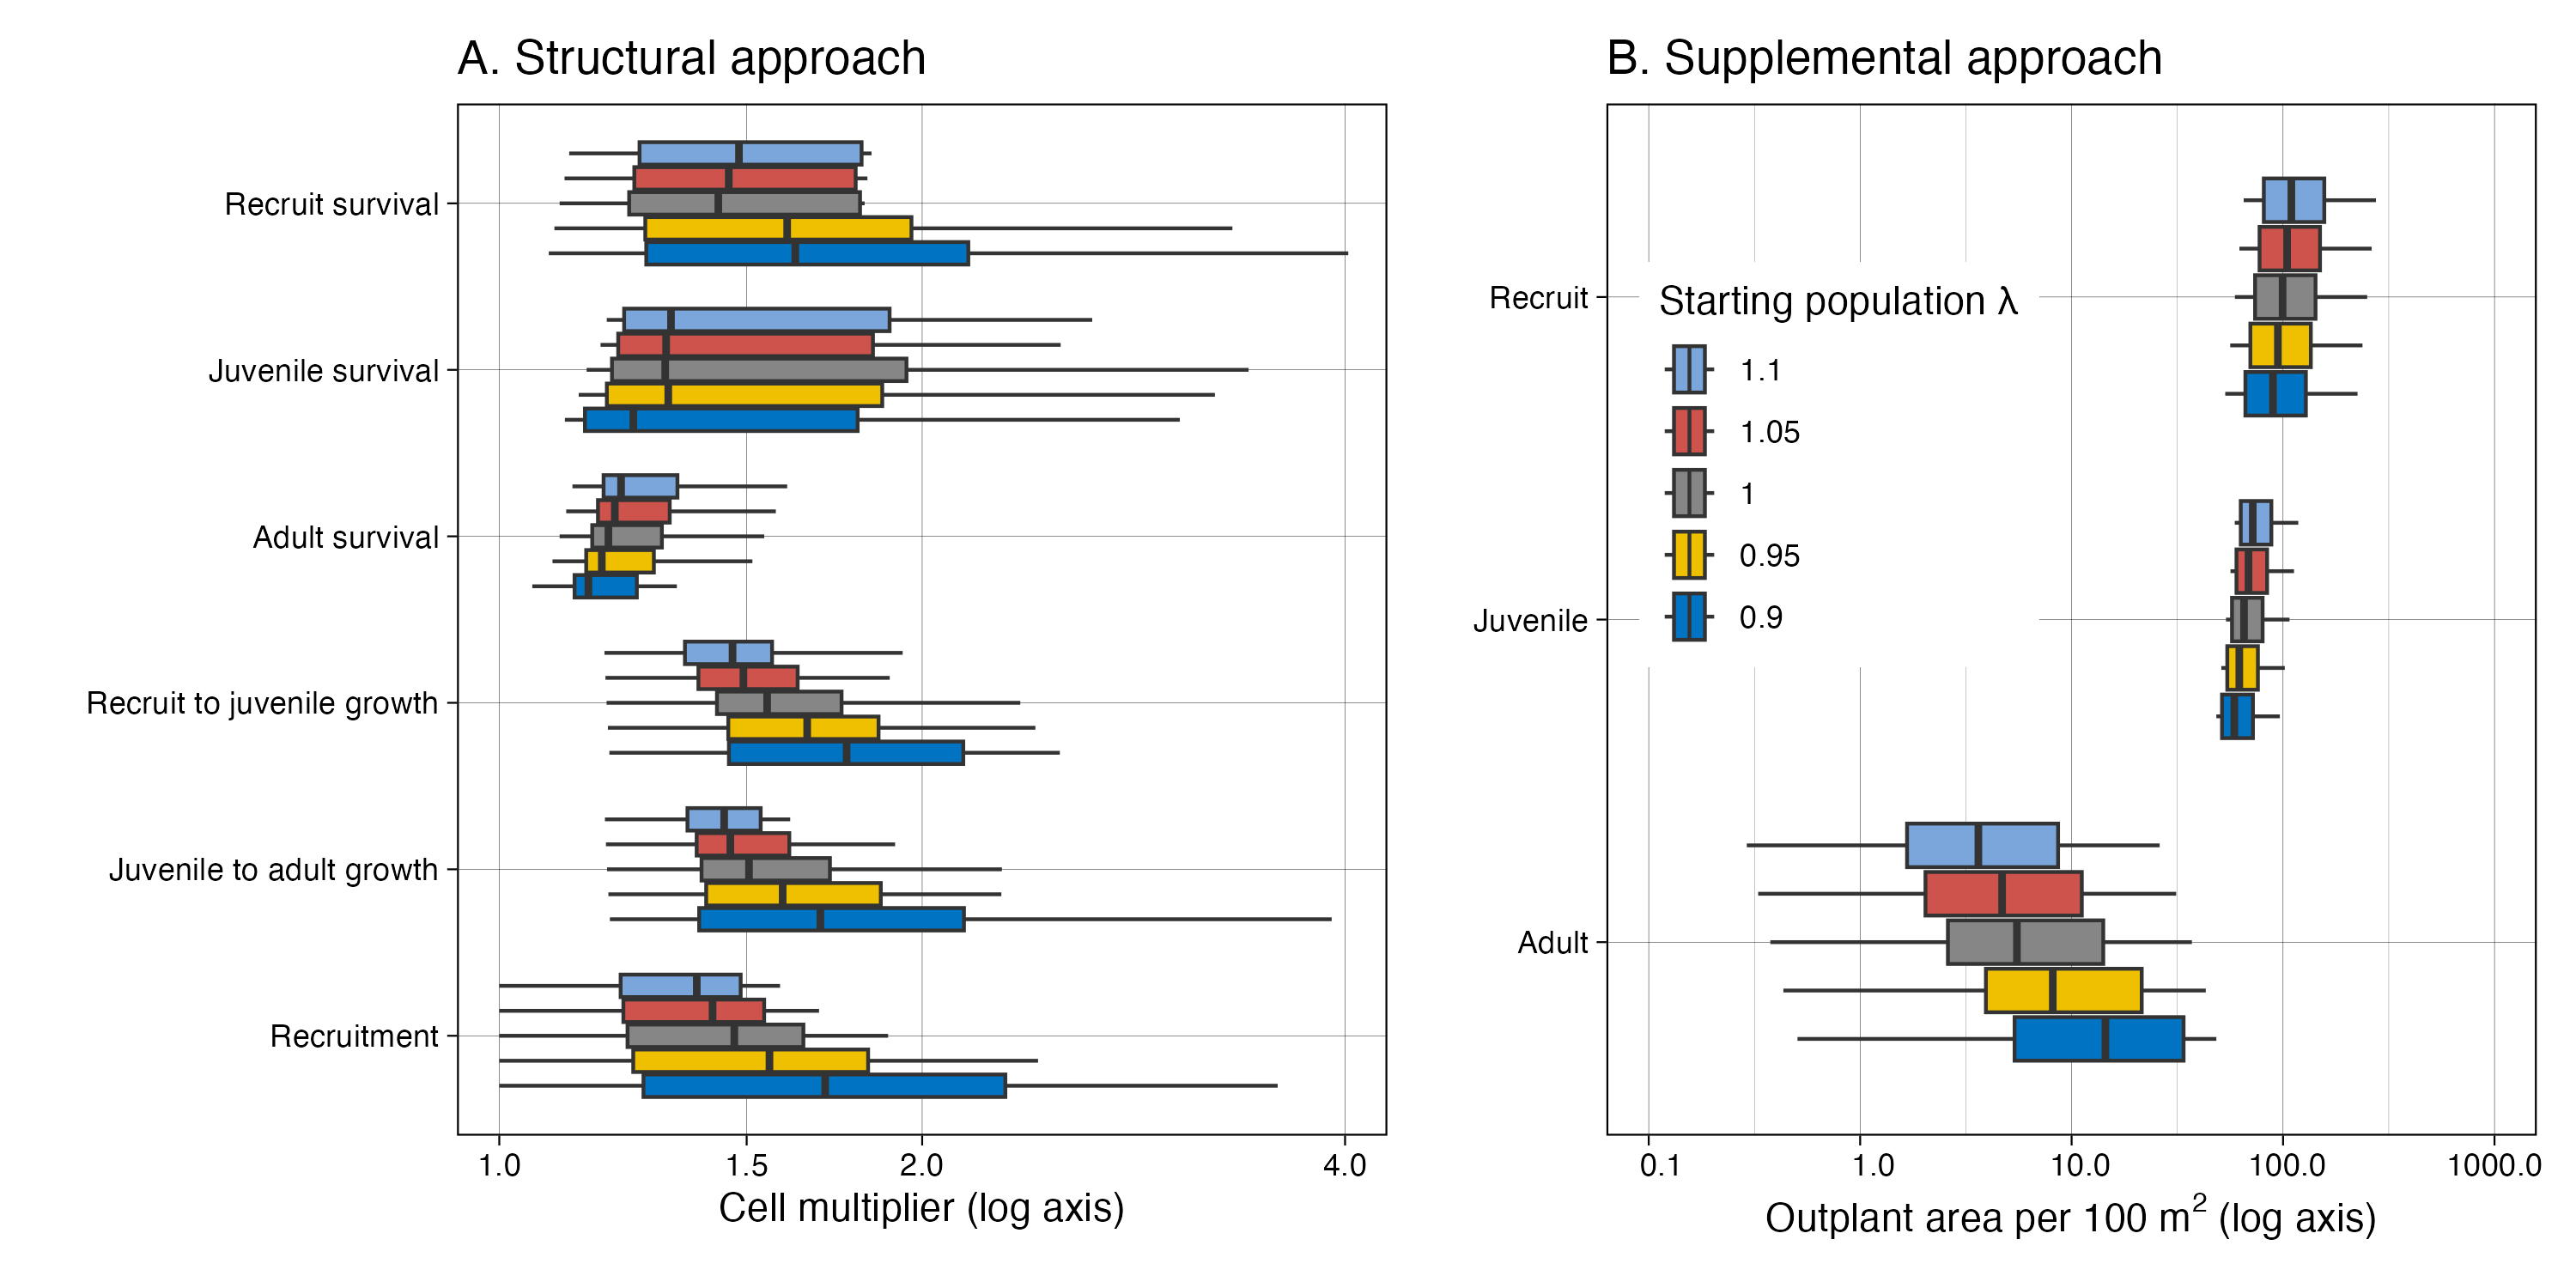 A. Structural approach
Recruit survival
Juvenile survival
Adult survival
Recruit to juvenile growth
Juvenile to adult growth
Recruitment
1.0 1.5 2.0 4.0
Cell multiplier (log axis)
B. Supplemental approach
Recruit
Juvenile
Adult
Starting population λ
1.1
1.05
1
0.95
0.9
0.1 1.0 10.0 100.0 1000.0
Outplant area per 100 m² (log axis)